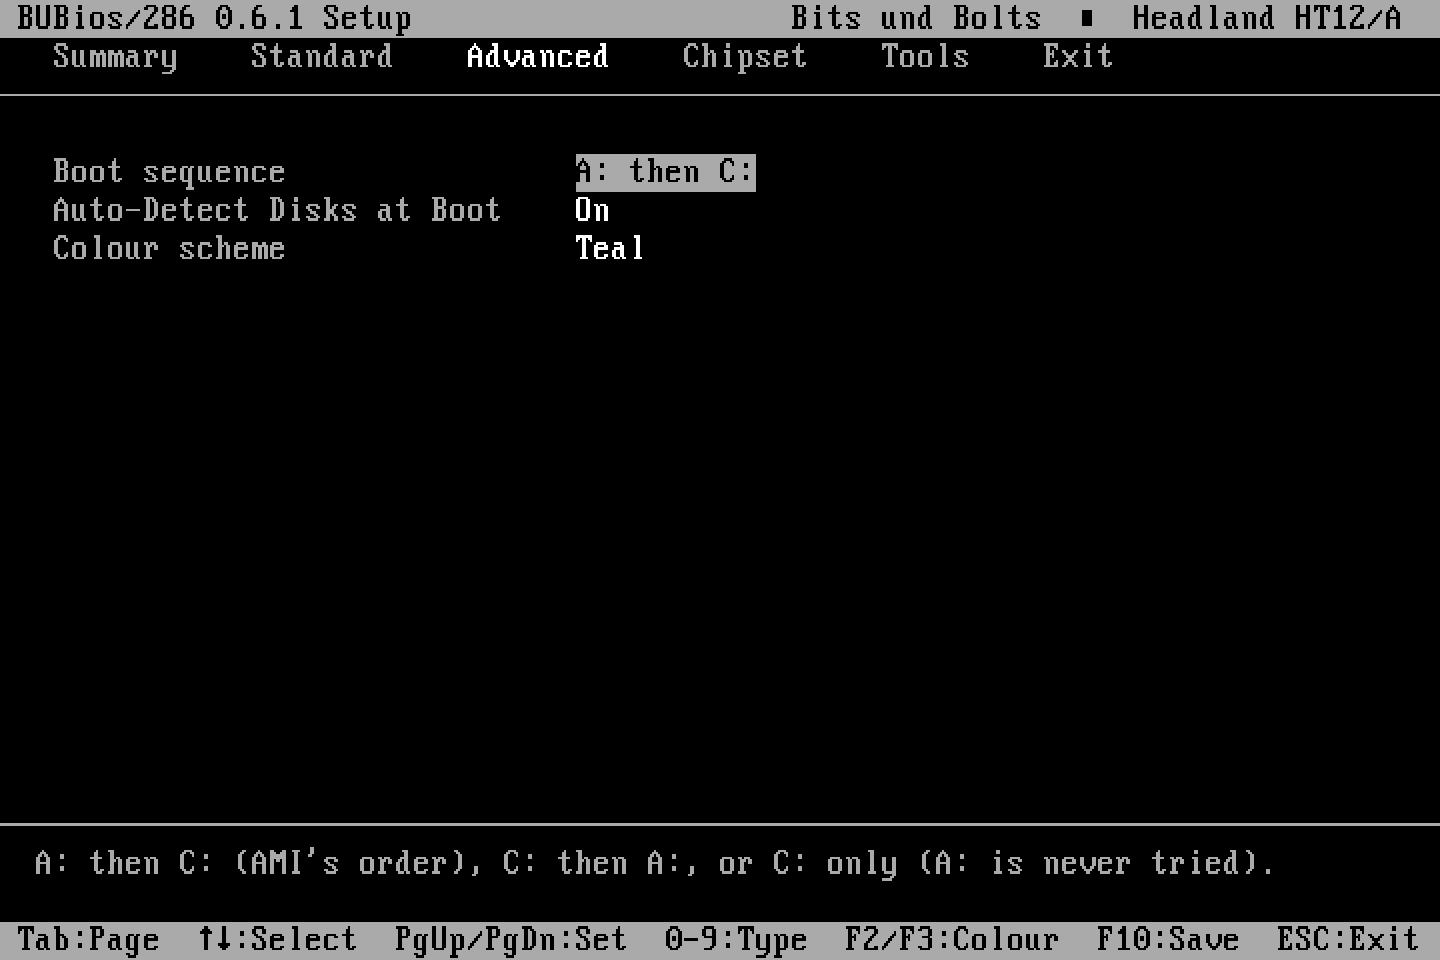 BUBios/286 0.6.1 Setup Bits und Bolts ∎ Headland HT12/A
Summary Standard Advanced Chipset Tools Exit
Boot sequence A: then C:
Auto-Detect Disks at Boot On
Colour scheme Teal
A: then C: (AMI's order), C: then A:, or C: only (A: is never tried).
Tab:Page ↑↓:Select PgUp/PgDn:Set 0-9:Type F2/F3:Colour F10:Save ESC:Exit